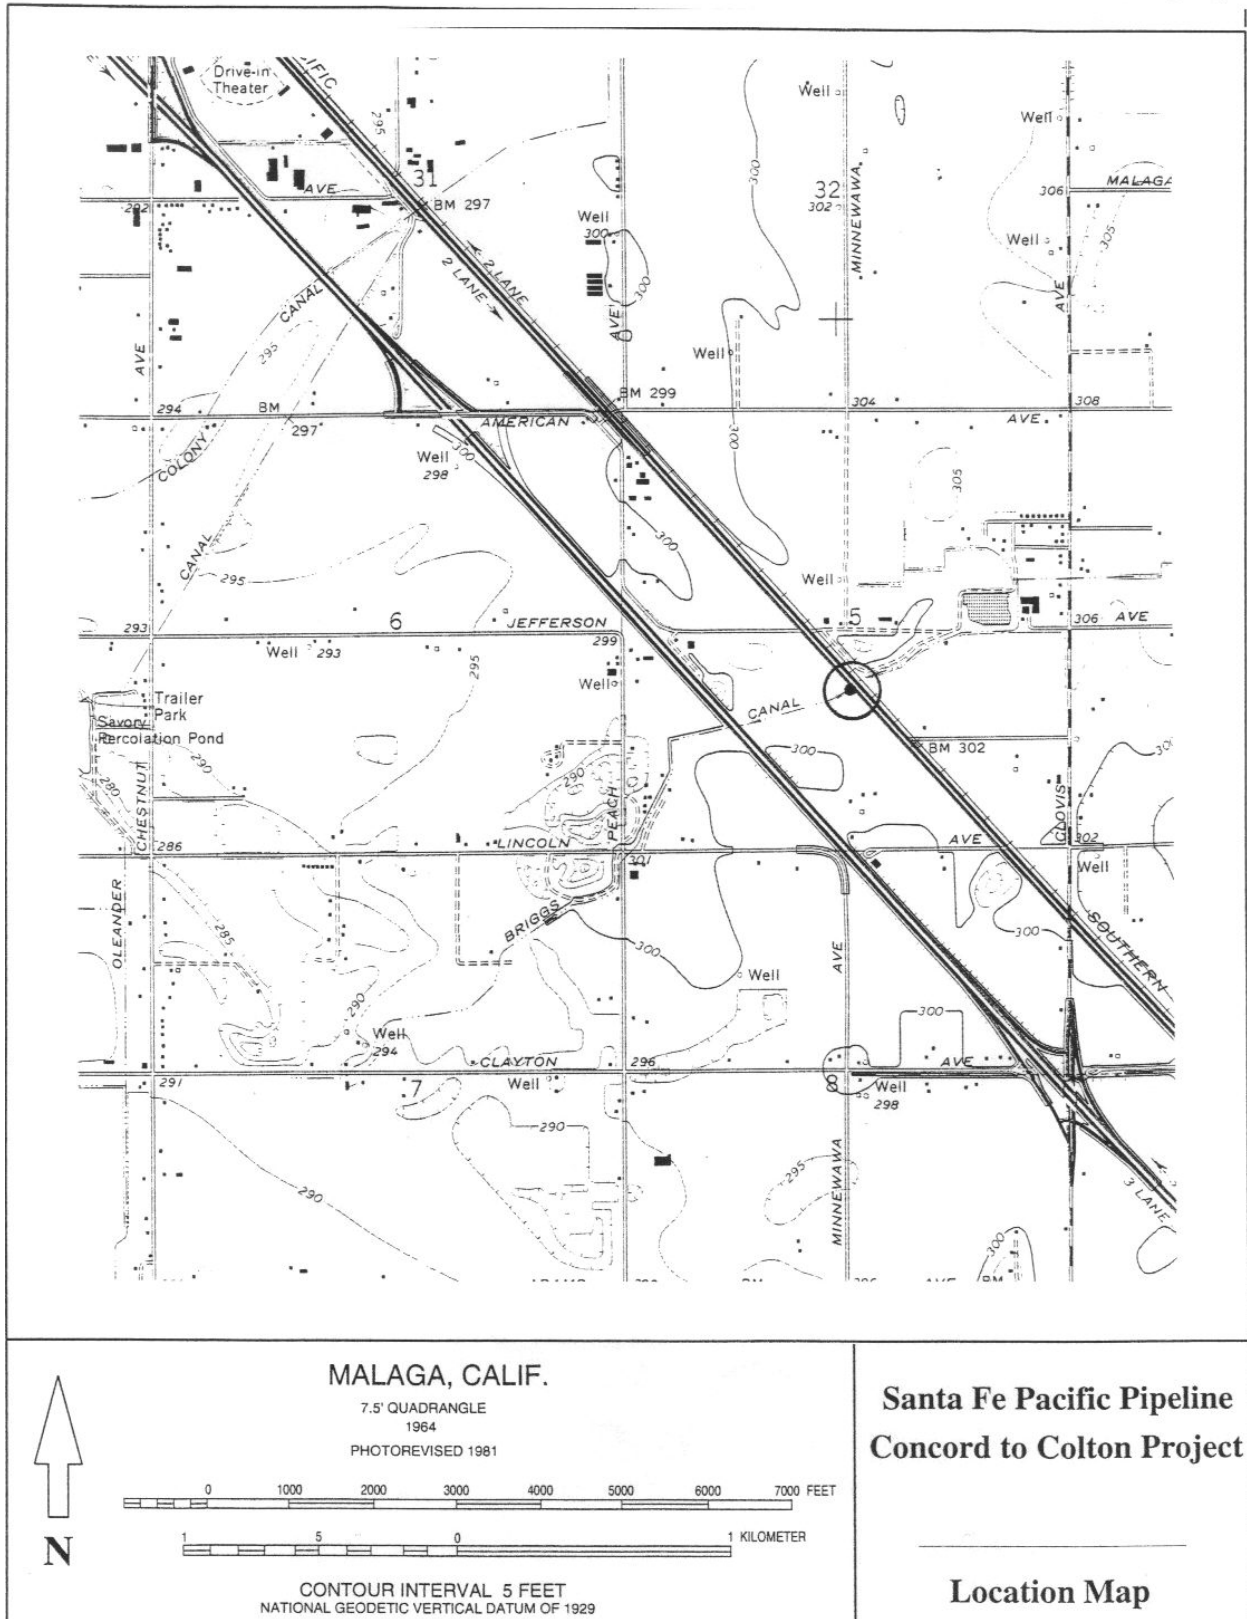 CIFIC
Drive-in
Theater
295
Well
Well
300
31
32
AVE
292
BM 297
302
MINNEWAWA
306
MALAGA
Well
300
Well
305
2 LANE
2 LANE
CANAL
300
AVE
AVE
295
AVE
Well
BM 299
294
BM
297
AMERICAN
304
308
AVE
COLONY
300
Well
298
300
305
CANAL
300
295
Well
293
6
JEFFERSON
299
5
306
AVE
Well
293
295
Well
Trailer
Park
Savory
Percolation Pond
CANAL
290
280
290
300
BM 302
CHESTNUT
PEACH
CLOVIS
286
LINCOLN
301
AVE
302
Well
OLEANDER
285
BRIGGS
300
AVE
300
SOUTHERN
Well
290
300
Well
294
CLAYTON
296
AVE
291
7
Well
8
Well
298
290
290
295
MINNEWAWA
3 LANE
300
MALAGA, CALIF.
7.5' QUADRANGLE
1964
PHOTOREVISED 1981
0 1000 2000 3000 4000 5000 6000 7000 FEET
1 5 0 1 KILOMETER
CONTOUR INTERVAL 5 FEET
NATIONAL GEODETIC VERTICAL DATUM OF 1929
N
Santa Fe Pacific Pipeline
Concord to Colton Project
Location Map